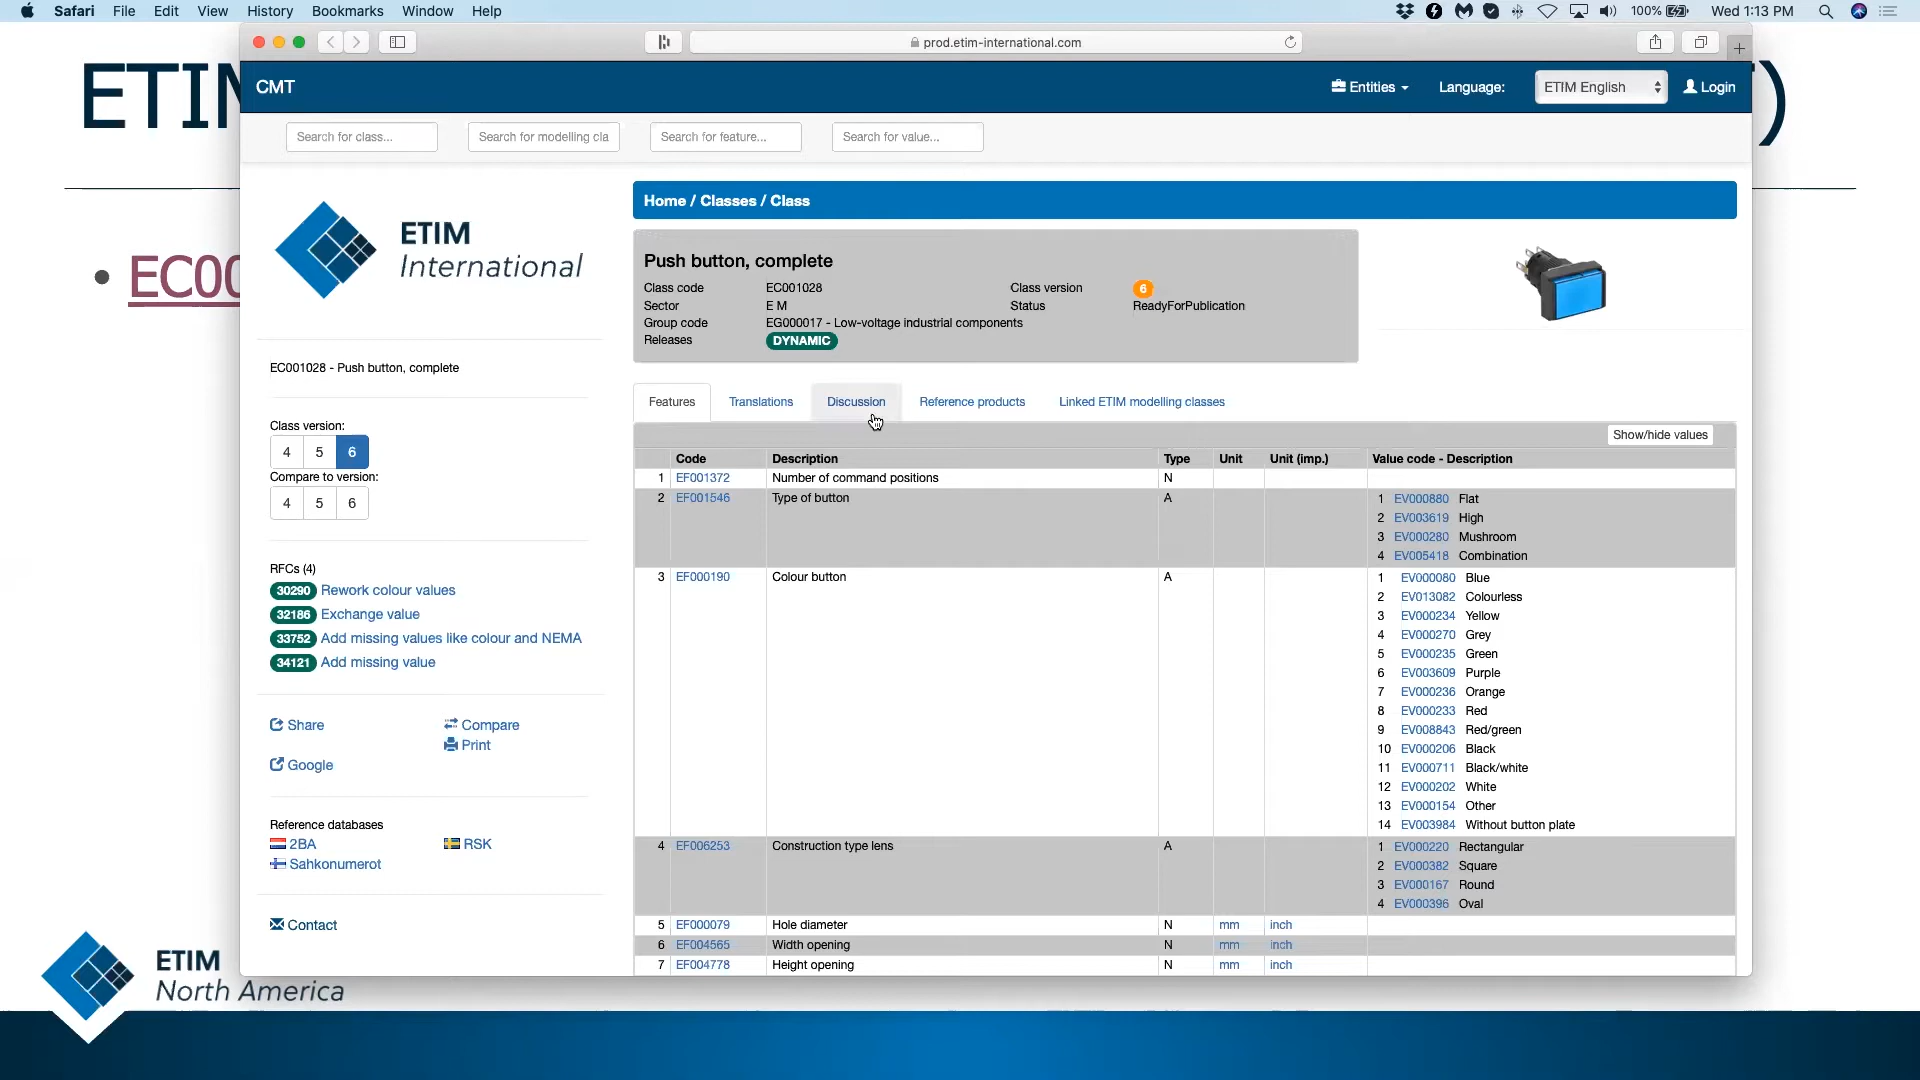 Safari File Edit View History Bookmarks Window Help 100% Wed 1:13 PM
prod.etim-international.com
ETIM )
CMT Entities Language: ETIM English Login
Search for class... Search for modelling cla Search for feature... Search for value...
ETIM
International
Home / Classes / Class
Push button, complete
Class code EC001028 Class version 6
Sector E M Status ReadyForPublication
Group code EG000017 - Low-voltage industrial components
Releases DYNAMIC
• EC00
EC001028 - Push button, complete
Class version:
4 5 6
Compare to version:
4 5 6
RFCs (4)
30290 Rework colour values
32186 Exchange value
33752 Add missing values like colour and NEMA
34121 Add missing value
Share Compare
Print
Google
Reference databases
2BA RSK
Sahkonumerot
Contact
Features Translations Discussion Reference products Linked ETIM modelling classes
Show/hide values
Code Description Type Unit Unit (imp.) Value code - Description
1 EF001372 Number of command positions N
2 EF001546 Type of button A 1 EV000880 Flat
2 EV003619 High
3 EV000280 Mushroom
4 EV005418 Combination
3 EF000190 Colour button A 1 EV000080 Blue
2 EV013082 Colourless
3 EV000234 Yellow
4 EV000270 Grey
5 EV000235 Green
6 EV003609 Purple
7 EV000236 Orange
8 EV000233 Red
9 EV008843 Red/green
10 EV000206 Black
11 EV000711 Black/white
12 EV000202 White
13 EV000154 Other
14 EV003984 Without button plate
4 EF006253 Construction type lens A 1 EV000220 Rectangular
2 EV000382 Square
3 EV000167 Round
4 EV000396 Oval
5 EF000079 Hole diameter N mm inch
6 EF004565 Width opening N mm inch
7 EF004778 Height opening N mm inch
ETIM
North America